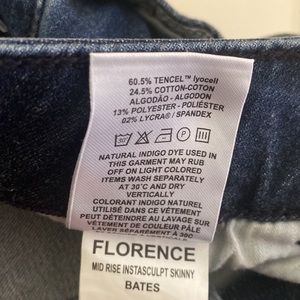 60.5% TENCEL™ lyocell
24.5% COTTON-COTON
ALGODÃO - ALGODON
13% POLYESTER - POLIÉSTER
02% LYCRA® / SPANDEX
NATURAL INDIGO DYE USED IN
THIS GARMENT MAY RUB
OFF ON LIGHT COLORED
ITEMS WASH SEPARATELY
AT 30°C AND DRY
VERTICALLY
COLORANT INDIGO NATUREL
UTILISÉ DANS CE VÊTEMENT
PEUT DÉTEINDRE AU LAVAGE SUR
VÊTEMENT DE COULEUR PÂLE
FLORENCE
MID RISE INSTASCULPT SKINNY
BATES